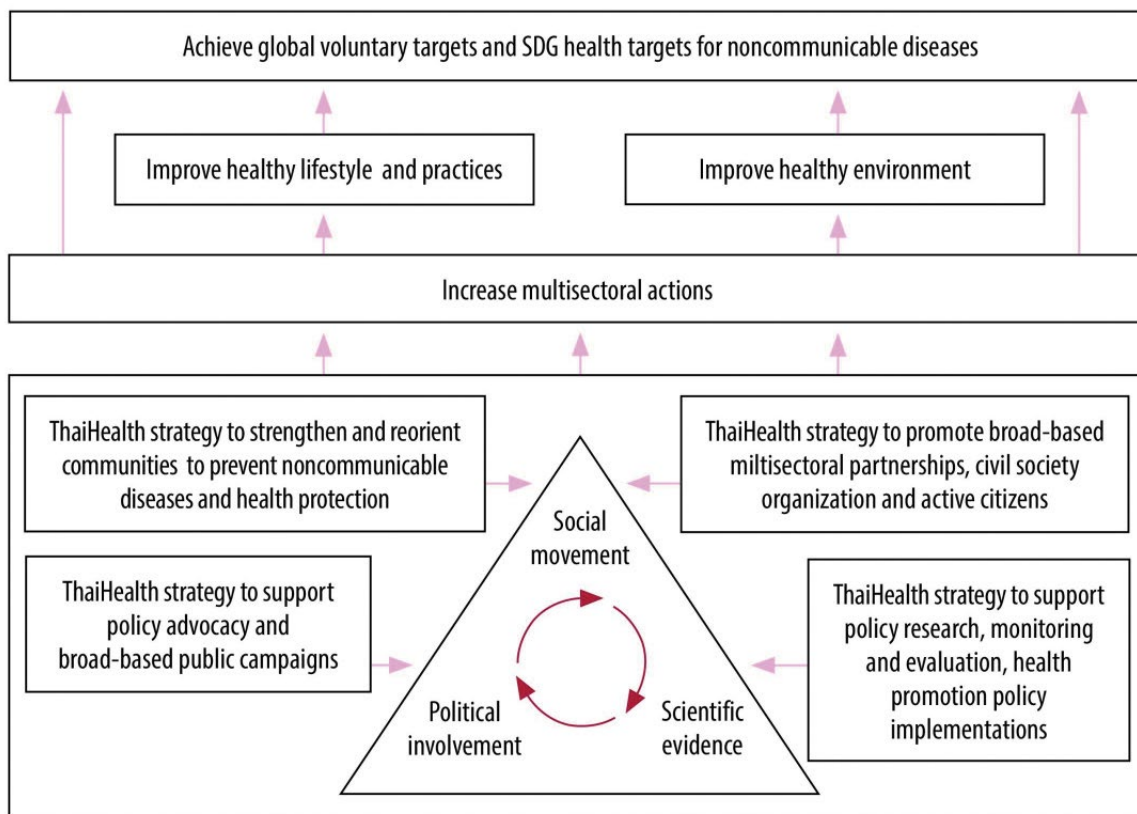 Achieve global voluntary targets and SDG health targets for noncommunicable diseases
Improve healthy lifestyle and practices
Improve healthy environment
Increase multisectoral actions
ThaiHealth strategy to strengthen and reorient
communities to prevent noncommunicable
diseases and health protection
ThaiHealth strategy to promote broad-based
miltisectoral partnerships, civil society
organization and active citizens
Social
movement
ThaiHealth strategy to support
policy advocacy and
broad-based public campaigns
ThaiHealth strategy to support
policy research, monitoring
and evaluation, health
promotion policy
implementations
Political
involvement
Scientific
evidence